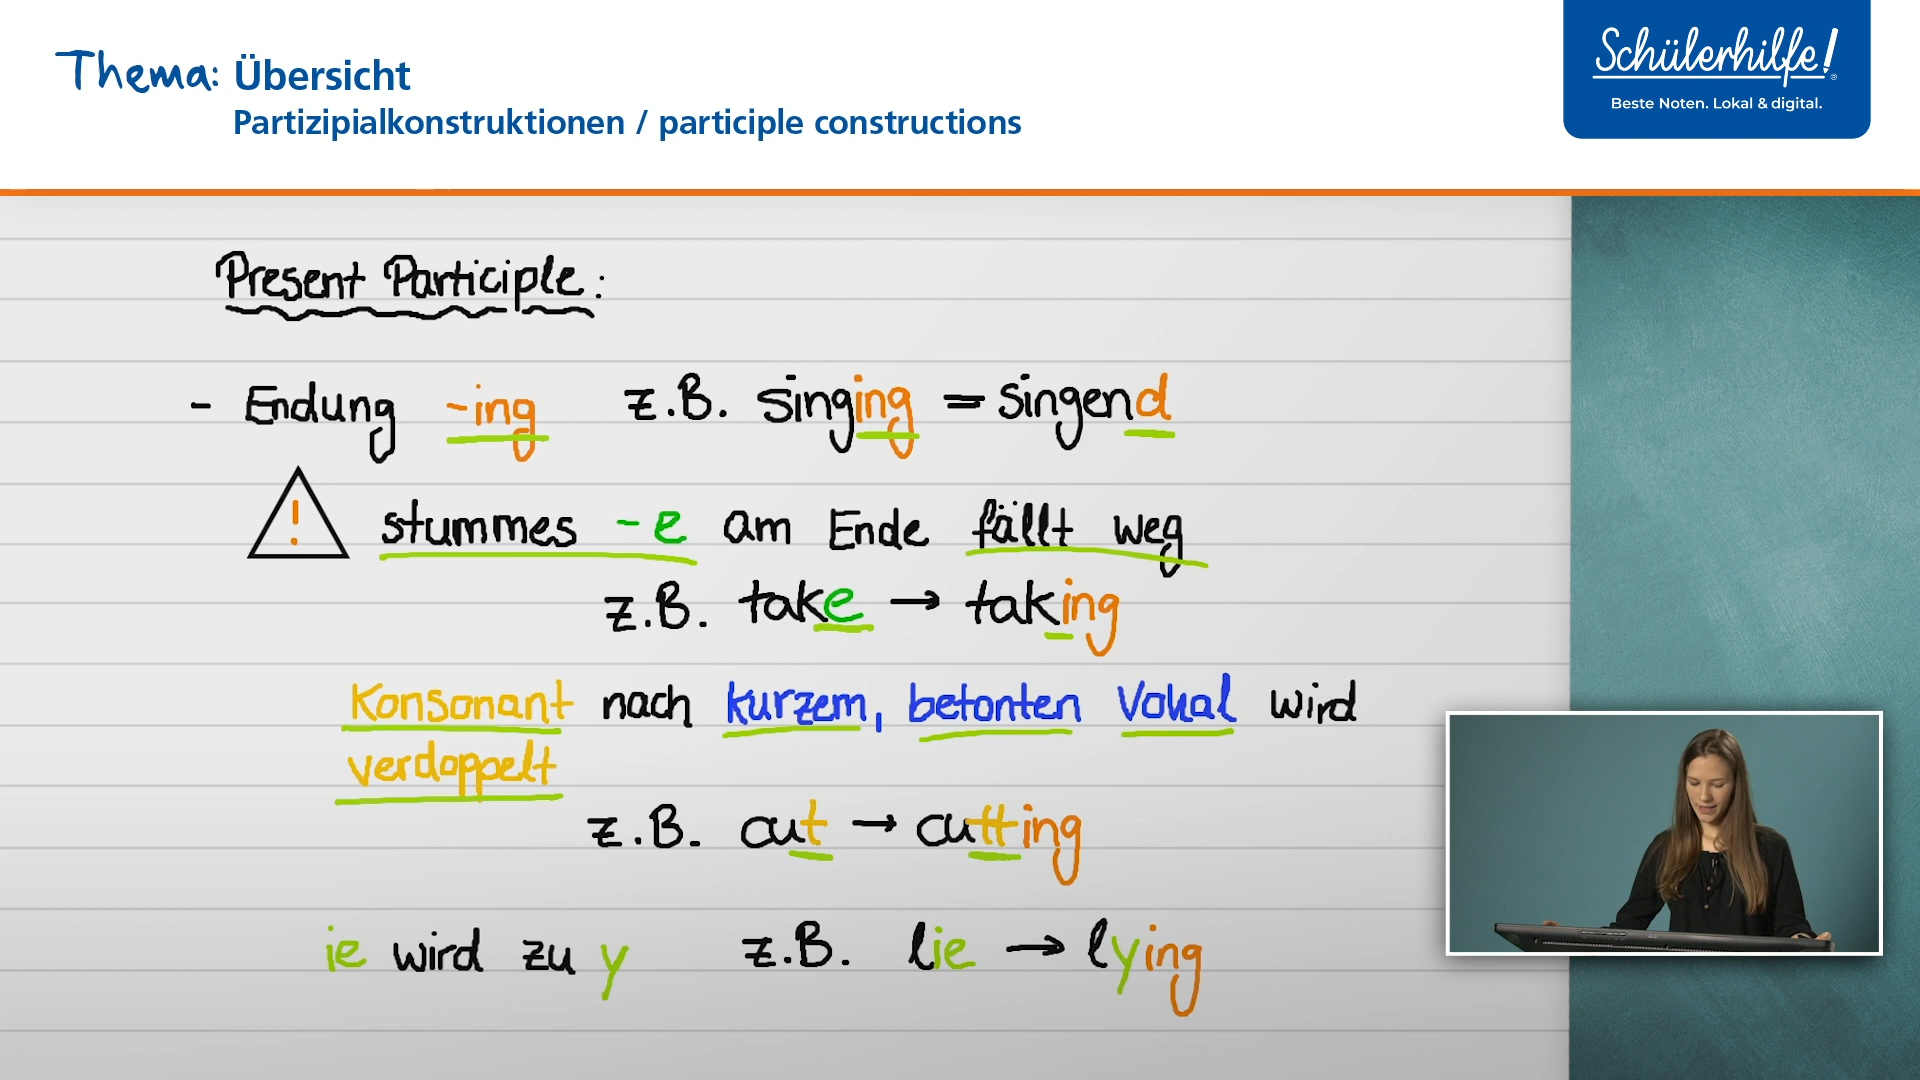 Thema: Übersicht
Partizipialkonstruktionen / participle constructions
Schülerhilfe!
Beste Noten. Lokal & digital.
Present Participle:
- Endung -ing z.B. singing = singend
! stummes -e am Ende fällt weg
z.B. take → taking
Konsonant nach kurzem, betonten Vokal wird
verdoppelt
z.B. cut → cutting
ie wird zu y z.B. lie → lying